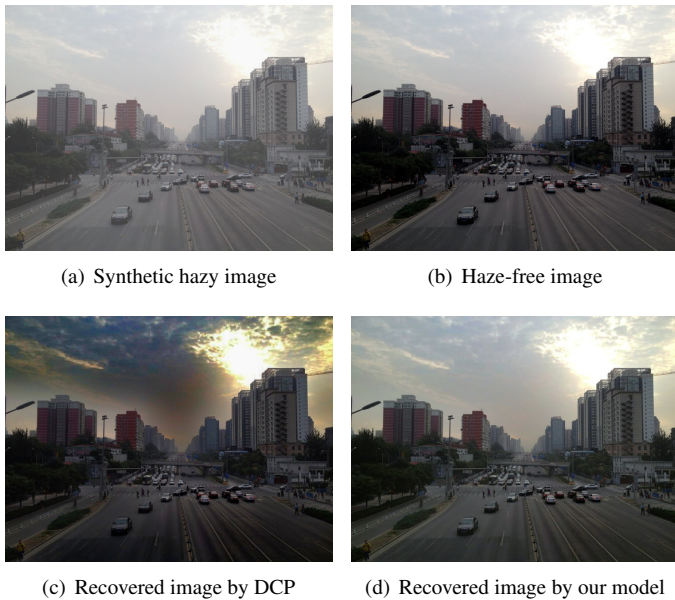 (a) Synthetic hazy image
(b) Haze-free image
(c) Recovered image by DCP
(d) Recovered image by our model